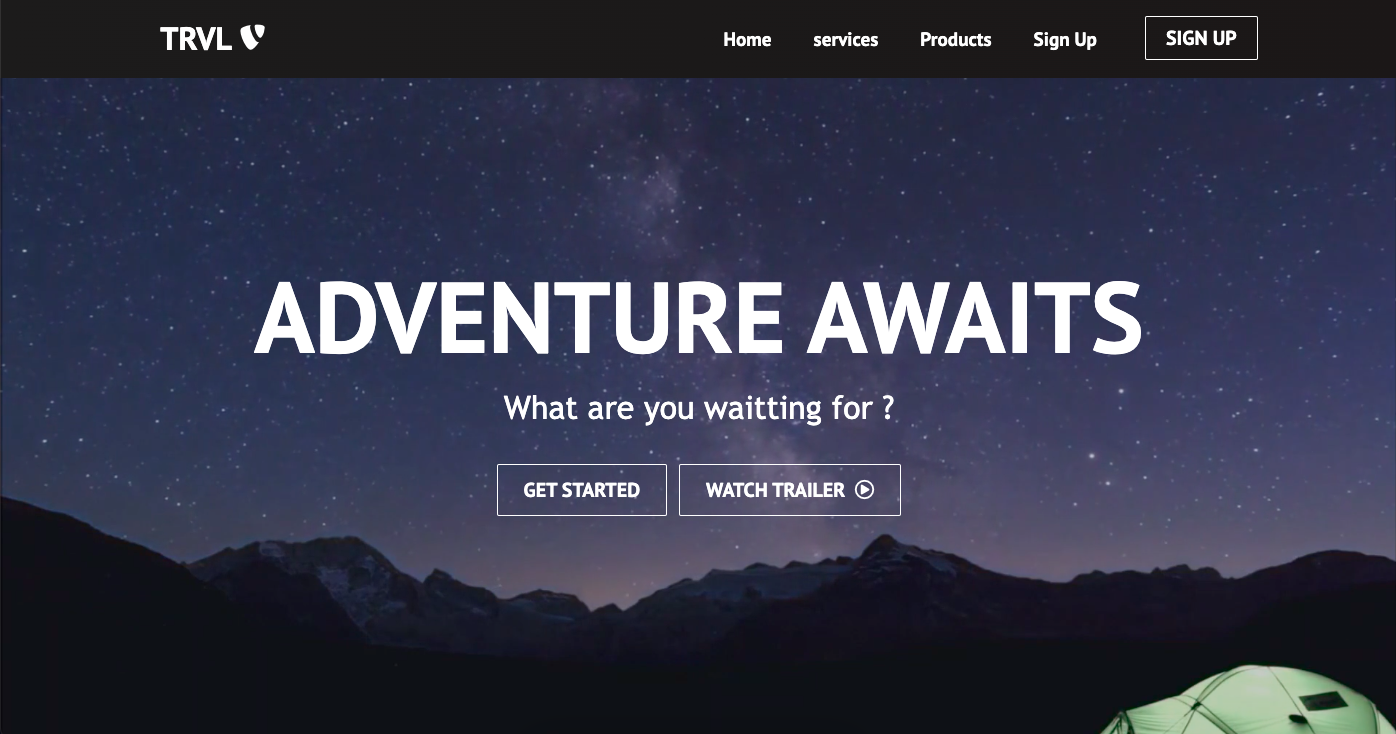 TRVL
Home services Products Sign Up SIGN UP
ADVENTURE AWAITS
What are you waitting for ?
GET STARTED WATCH TRAILER